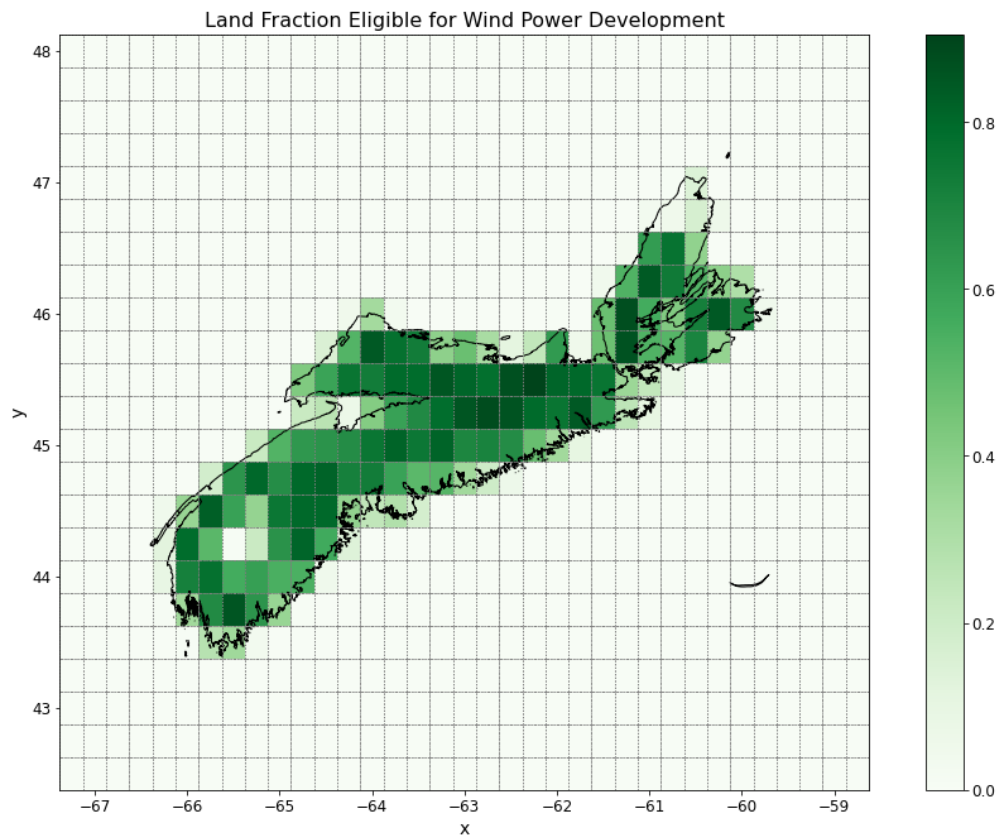 Land Fraction Eligible for Wind Power Development
48
47
46
45
44
43
y
−67 −66 −65 −64 −63 −62 −61 −60 −59
x
0.8
0.6
0.4
0.2
0.0